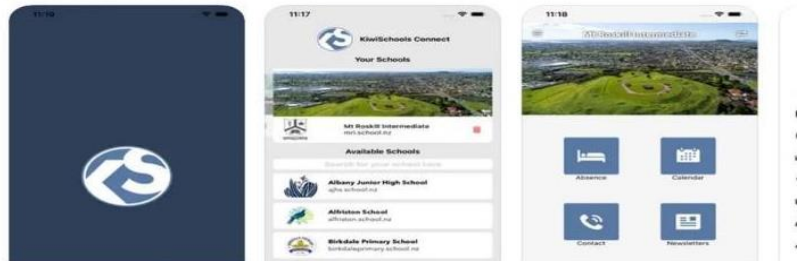 11:16
11:17
KiwiSchools Connect
Your Schools
Mt Roskill Intermediate
mri.school.nz
Available Schools
Search for your school here
Albany Junior High School
ajhs.school.nz
Alfriston School
alfriston.school.nz
Birkdale Primary School
birkdaleprimary.school.nz
11:18
Mt Roskill Intermediate
Absence
Calendar
Contact
Newsletters